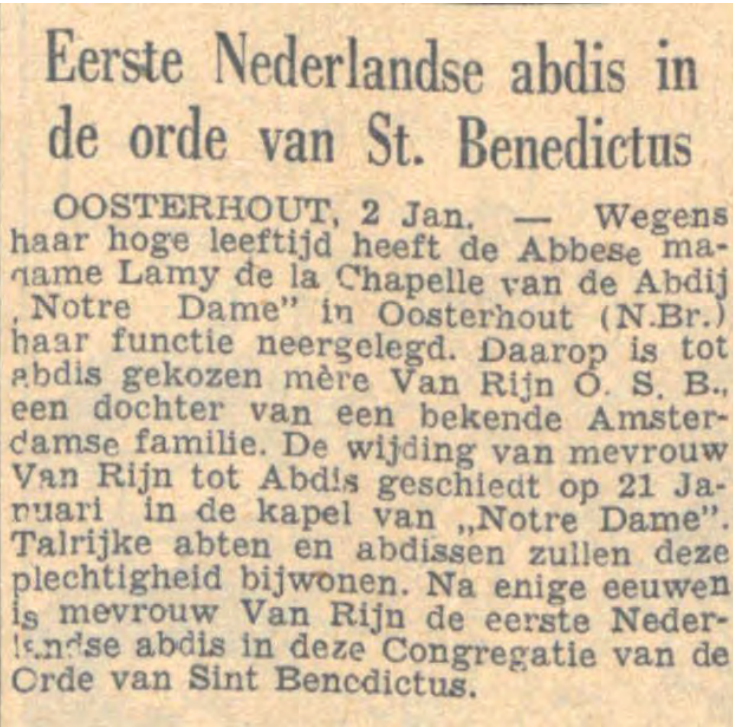 Eerste Nederlandse abdis in
de orde van St. Benedictus
OOSTERHOUT, 2 Jan. — Wegens
haar hoge leeftijd heeft de Abbese ma-
dame Lamy de la Chapelle van de Abdij
„Notre Dame” in Oosterhout (N.Br.)
haar functie neergelegd. Daarop is tot
abdis gekozen mère Van Rijn O. S. B.,
een dochter van een bekende Amster-
damse familie. De wijding van mevrouw
Van Rijn tot Abdis geschiedt op 21 Ja-
nuari in de kapel van „Notre Dame”.
Talrijke abten en abdissen zullen deze
plechtigheid bijwonen. Na enige eeuwen
is mevrouw Van Rijn de eerste Neder-
landse abdis in deze Congregatie van de
Orde van Sint Benedictus.